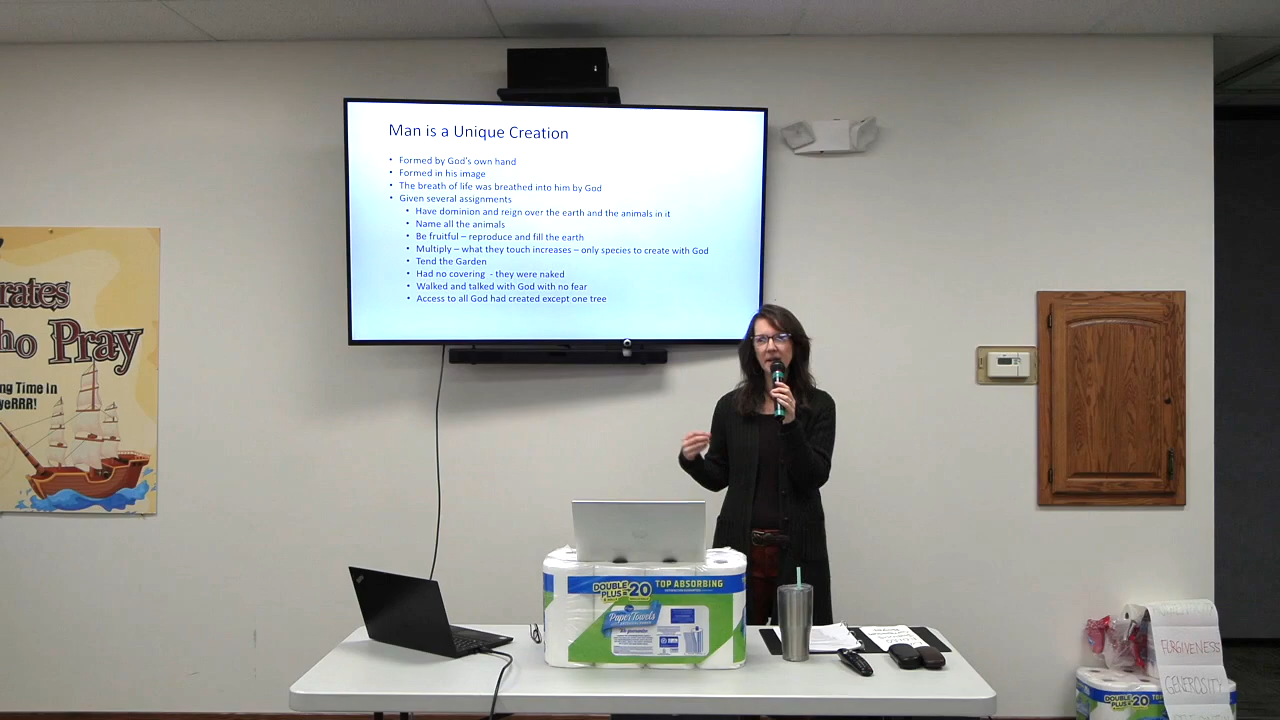 Man is a Unique Creation
• Formed by God's own hand
• Formed in his image
• The breath of life was breathed into him by God
• Given several assignments
• Have dominion and reign over the earth and the animals in it
• Name all the animals
• Be fruitful – reproduce and fill the earth
• Multiply – what they touch increases – only species to create with God
• Tend the Garden
• Had no covering - they were naked
• Walked and talked with God with no fear
• Access to all God had created except one tree
rates
ho Pray
ng Time In
yeRRR!
DOUBLE PLUS = 20
TOP ABSORBING
Paper Towels
FORGIVENESS
GENEROSITY
DOUBLE PLUS = 20